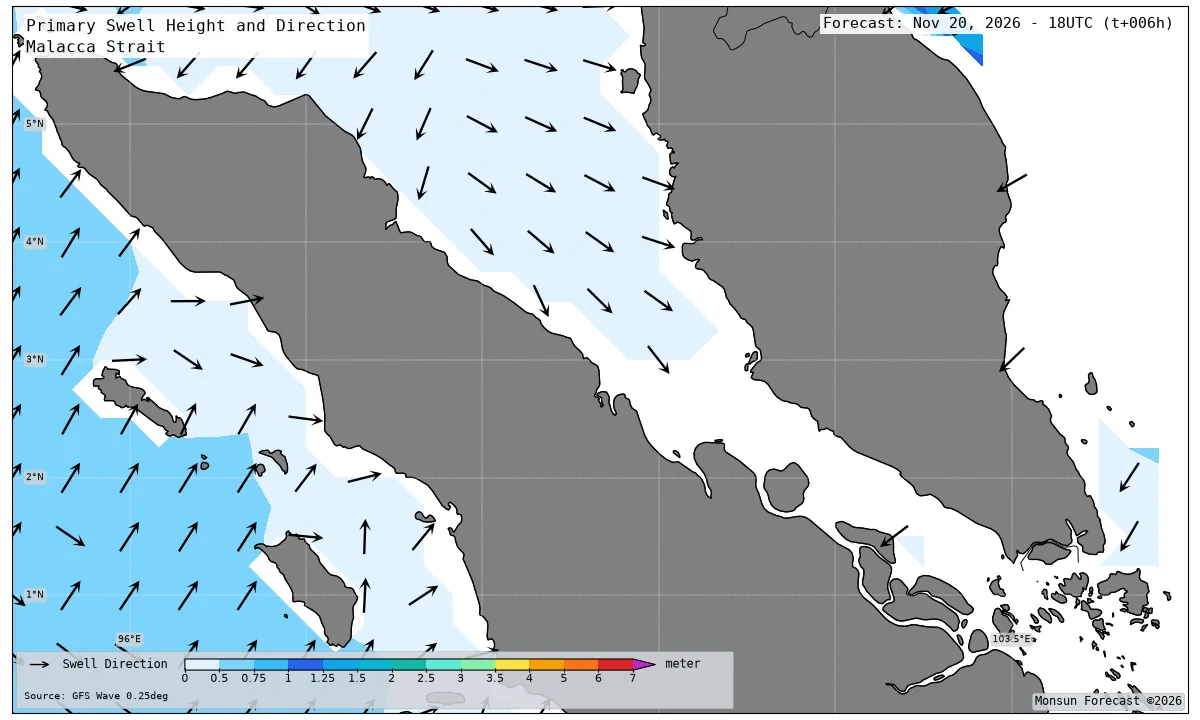 Primary Swell Height and Direction
Malacca Strait
Forecast: Nov 20, 2026 - 18UTC (t+006h)
5°N
4°N
3°N
2°N
1°N
96°E
103.5°E
Swell Direction
0 0.5 0.75 1 1.25 1.5 2 2.5 3 3.5 4 5 6 7
meter
Source: GFS Wave 0.25deg
Monsun Forecast ©2026